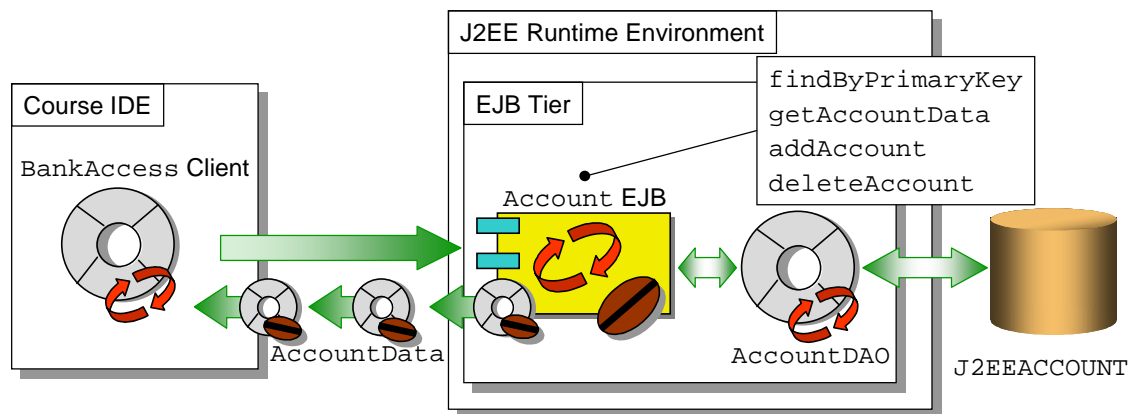 J2EE Runtime Environment
findByPrimaryKey
getAccountData
addAccount
deleteAccount
Course IDE
EJB Tier
BankAccess Client
Account EJB
AccountData
AccountDAO
J2EEACCOUNT